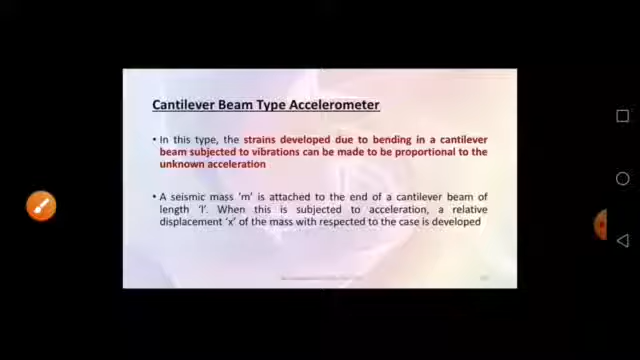 Cantilever Beam Type Accelerometer
• In this type, the strains developed due to bending in a cantilever
beam subjected to vibrations can be made to be proportional to the
unknown acceleration
• A seismic mass ‘m’ is attached to the end of a cantilever beam of
length ‘l’. When this is subjected to acceleration, a relative
displacement ‘x’ of the mass with respected to the case is developed